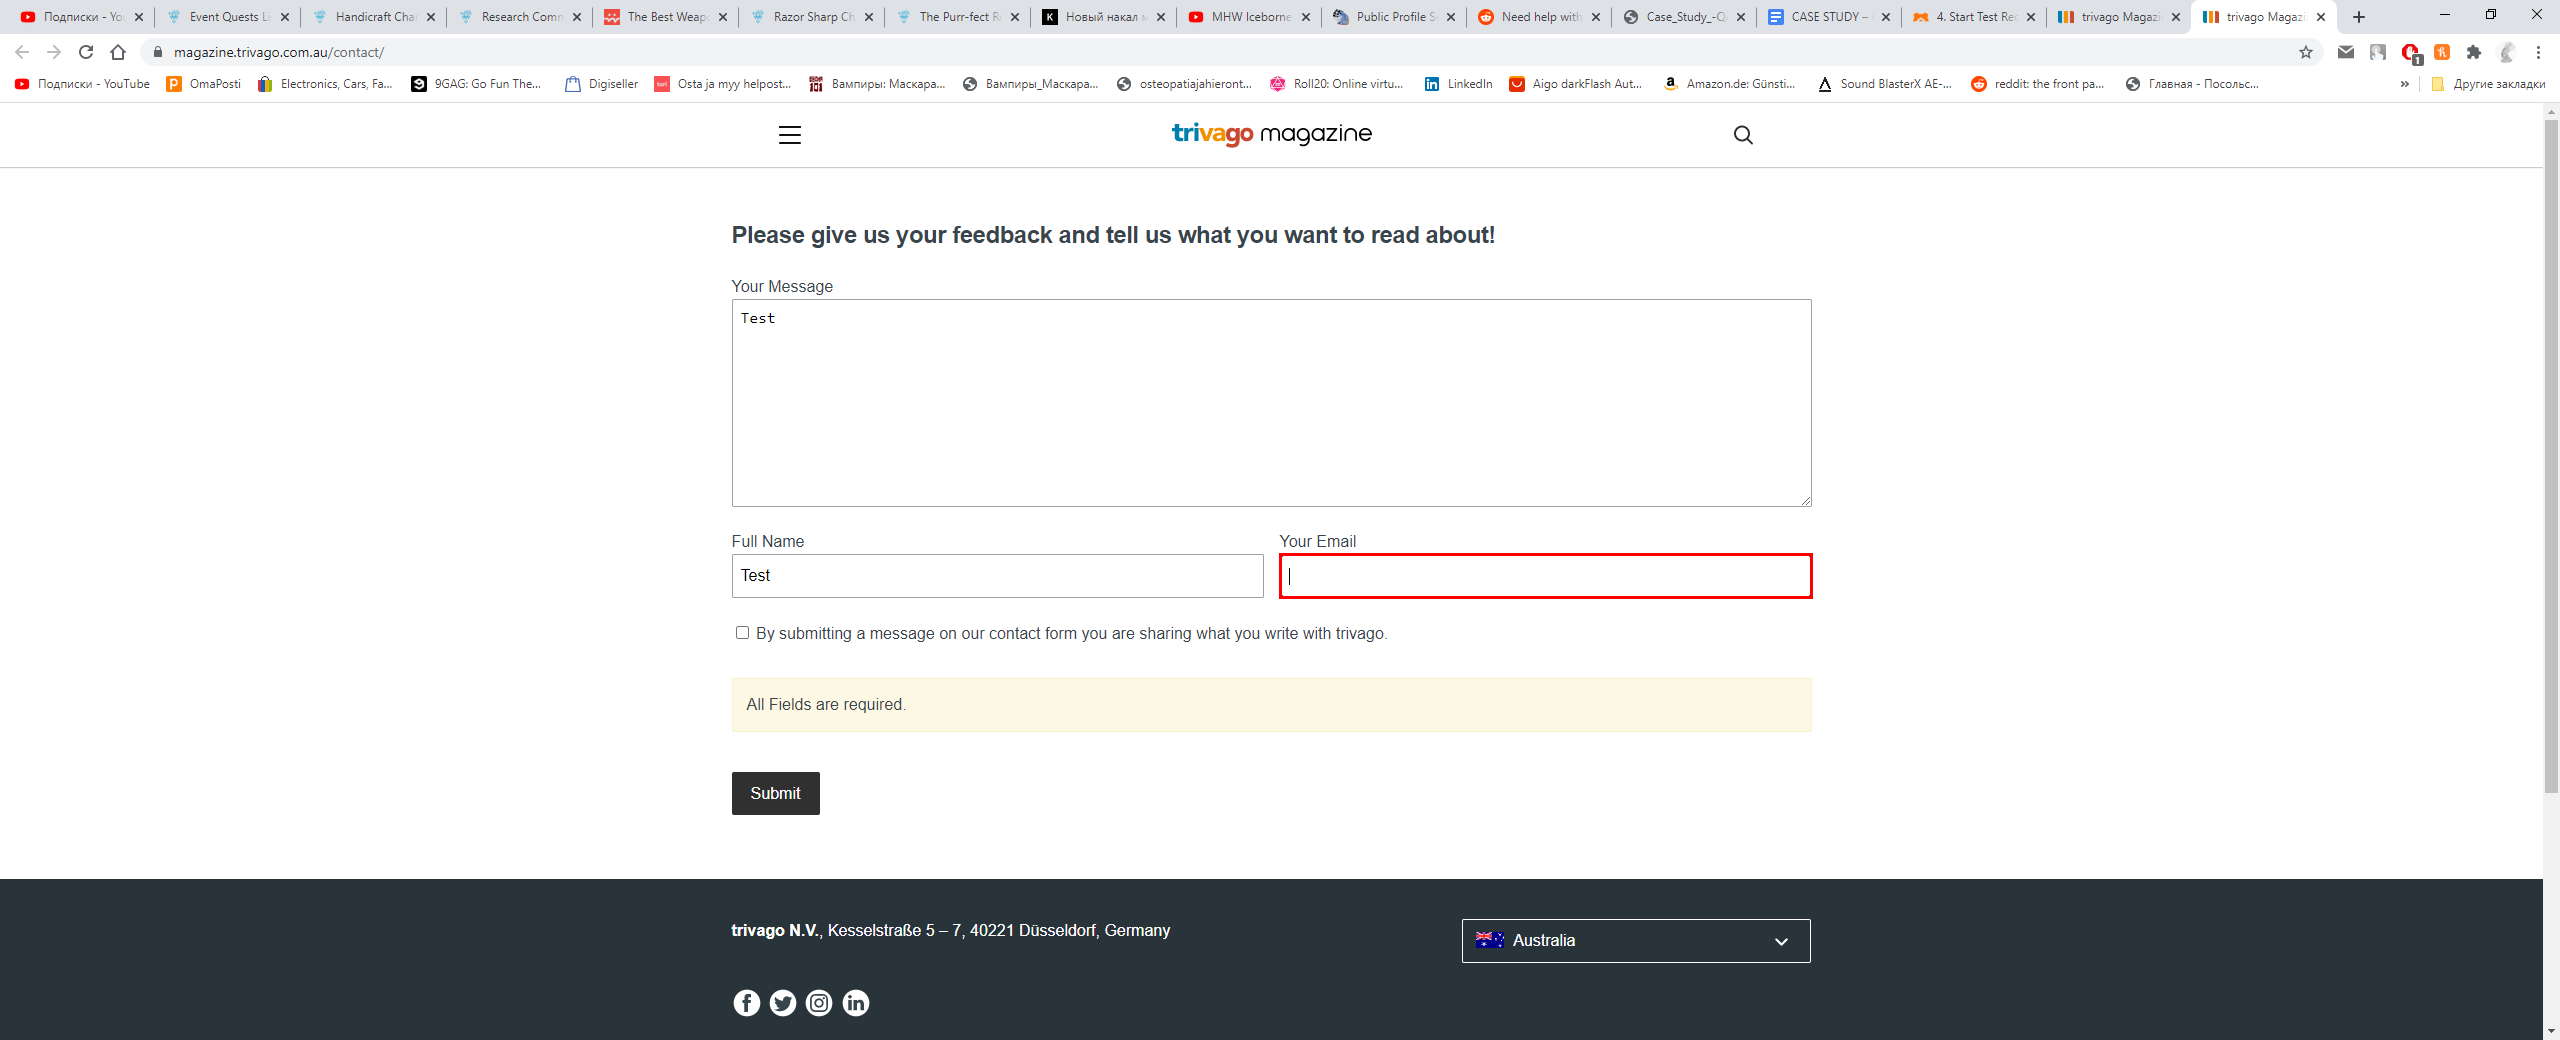 Подписки - You
Event Quests Li
Handicraft Char
Research Comm
The Best Weapo
Razor Sharp Ch
The Purr-fect Ro
Новый накал м
MHW Iceborne
Public Profile S
Need help with
Case_Study_-Q
CASE STUDY –
4. Start Test Rec
trivago Magazi
trivago Magazi
magazine.trivago.com.au/contact/
Подписки - YouTube
OmaPosti
Electronics, Cars, Fa...
9GAG: Go Fun The...
Digiseller
Osta ja myy helpost...
Вампиры: Маскара...
Вампиры_Маскара...
osteopatiajahieront...
Roll20: Online virtu...
LinkedIn
Aigo darkFlash Aut...
Amazon.de: Günsti...
Sound BlasterX AE-...
reddit: the front pa...
Главная - Посольс...
»
Другие закладки
trivago magazine
Please give us your feedback and tell us what you want to read about!
Your Message
Test
Full Name
Your Email
Test
By submitting a message on our contact form you are sharing what you write with trivago.
All Fields are required.
Submit
trivago N.V., Kesselstraße 5 – 7, 40221 Düsseldorf, Germany
Australia